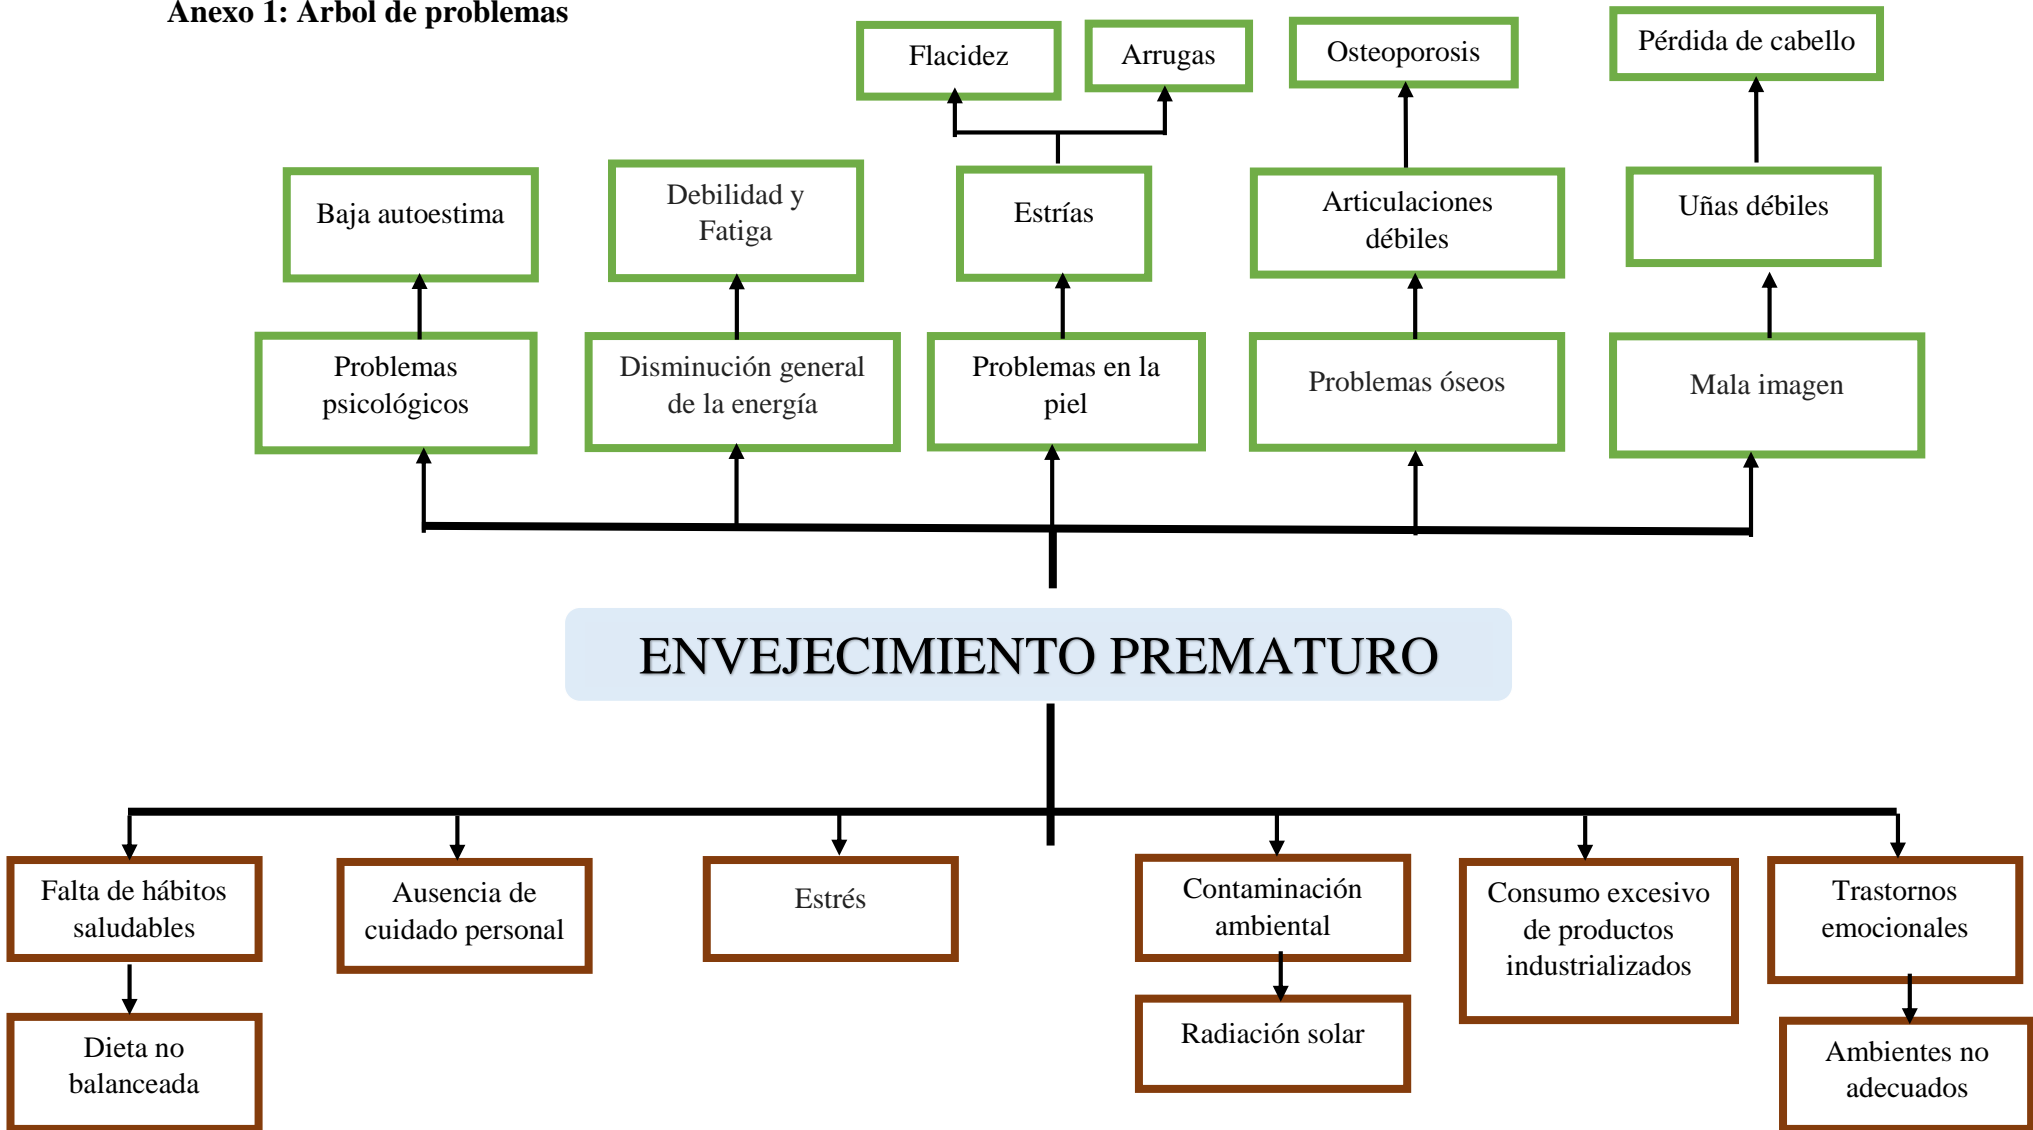 Anexo 1: Arbol de problemas
Flacidez
Arrugas
Osteoporosis
Pérdida de cabello
Baja autoestima
Debilidad y
Fatiga
Estrías
Articulaciones
débiles
Uñas débiles
Problemas
psicológicos
Disminución general
de la energía
Problemas en la
piel
Problemas óseos
Mala imagen
ENVEJECIMIENTO PREMATURO
Falta de hábitos
saludables
Ausencia de
cuidado personal
Estrés
Contaminación
ambiental
Consumo excesivo
de productos
industrializados
Trastornos
emocionales
Dieta no
balanceada
Radiación solar
Ambientes no
adecuados